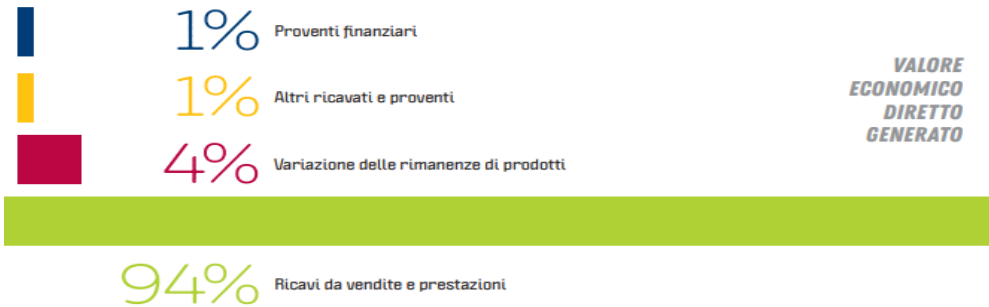 1% Proventi finanziari
1% Altri ricavati e proventi
4% Variazione delle rimanenze di prodotti
VALORE
ECONOMICO
DIRETTO
GENERATO
94% Ricavi da vendite e prestazioni